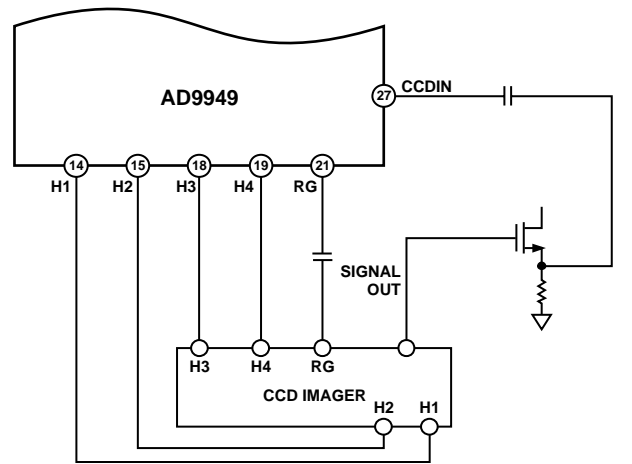 AD9949
27 CCDIN
14 15 18 19 21
H1 H2 H3 H4 RG
SIGNAL
OUT
H3 H4 RG
CCD IMAGER
H2 H1